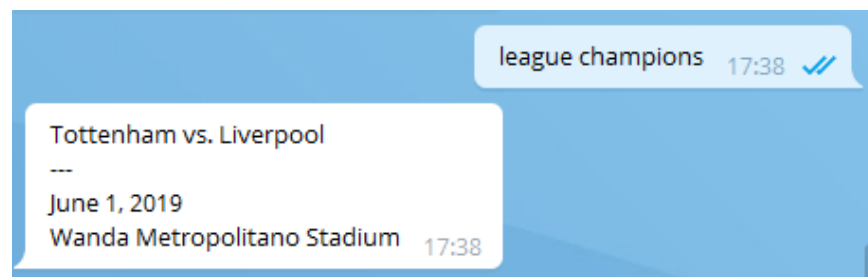 league champions 17:38
Tottenham vs. Liverpool
---
June 1, 2019
Wanda Metropolitano Stadium 17:38